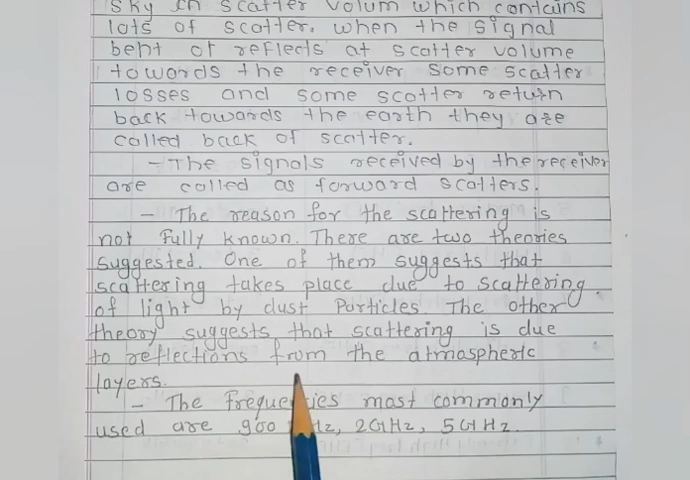 sky in scatter volum which contains
lots of scatter. when the signal
bent or reflects at scatter volume
towards the receiver some scatter
losses and some scatter return
back towards the earth they are
called back of scatter.
- The signals received by the receiver
are called as forward scatters.
- The reason for the scattering is
not fully known. There are two theories
suggested. One of them suggests that
scattering takes place due to scattering
of light by dust particles. The other
theory suggests that scattering is due
to reflections from the atmospheric
layers.
- The frequencies most commonly
used are 900 Hz, 2GHz, 5GHz.